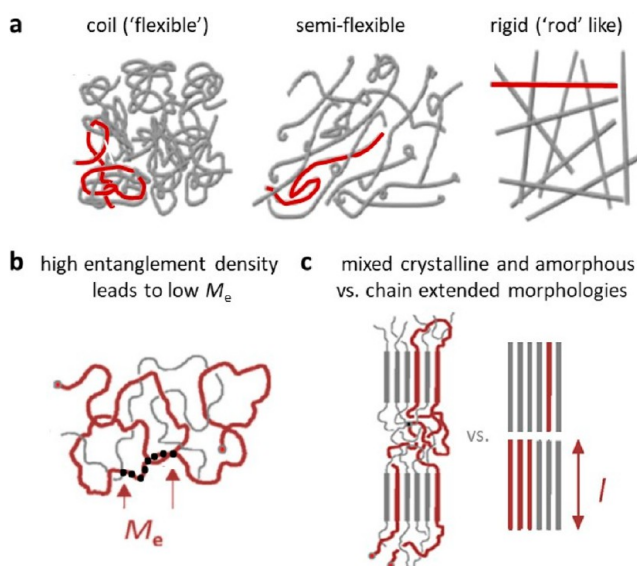 a coil (‘flexible’) semi-flexible rigid (‘rod’ like)
b high entanglement density
leads to low Me
c mixed crystalline and amorphous
vs. chain extended morphologies
vs.
l
Me